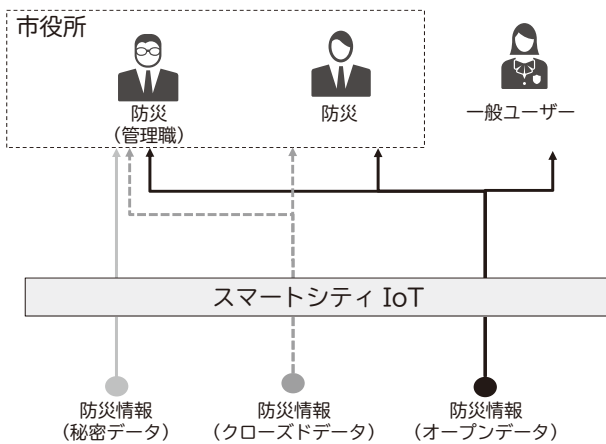 市役所
防災
（管理職）
防災
一般ユーザー
スマートシティ IoT
防災情報
（秘密データ）
防災情報
（クローズドデータ）
防災情報
（オープンデータ）